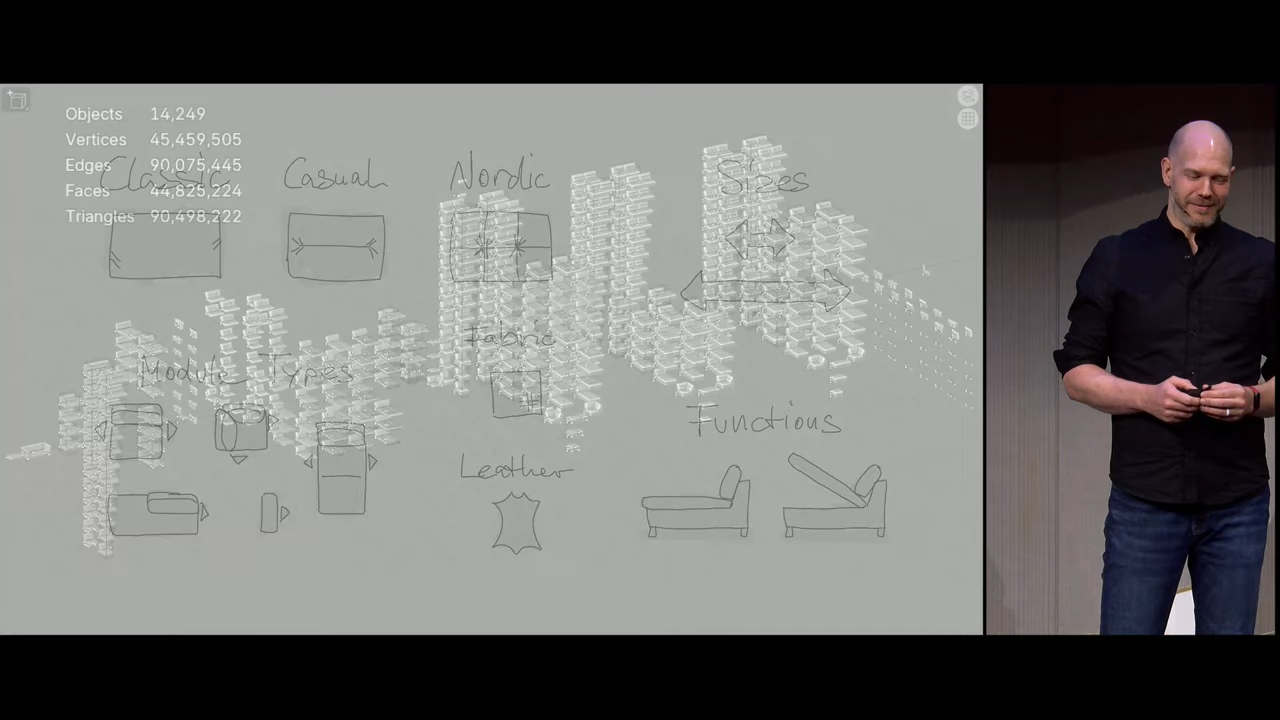 Objects 14,249
Vertices 45,459,505
Edges 90,075,445
Faces 44,825,224
Triangles 90,498,222
Classic
Casual
Nordic
Sizes
Fabric
Module Types
Functions
Leather